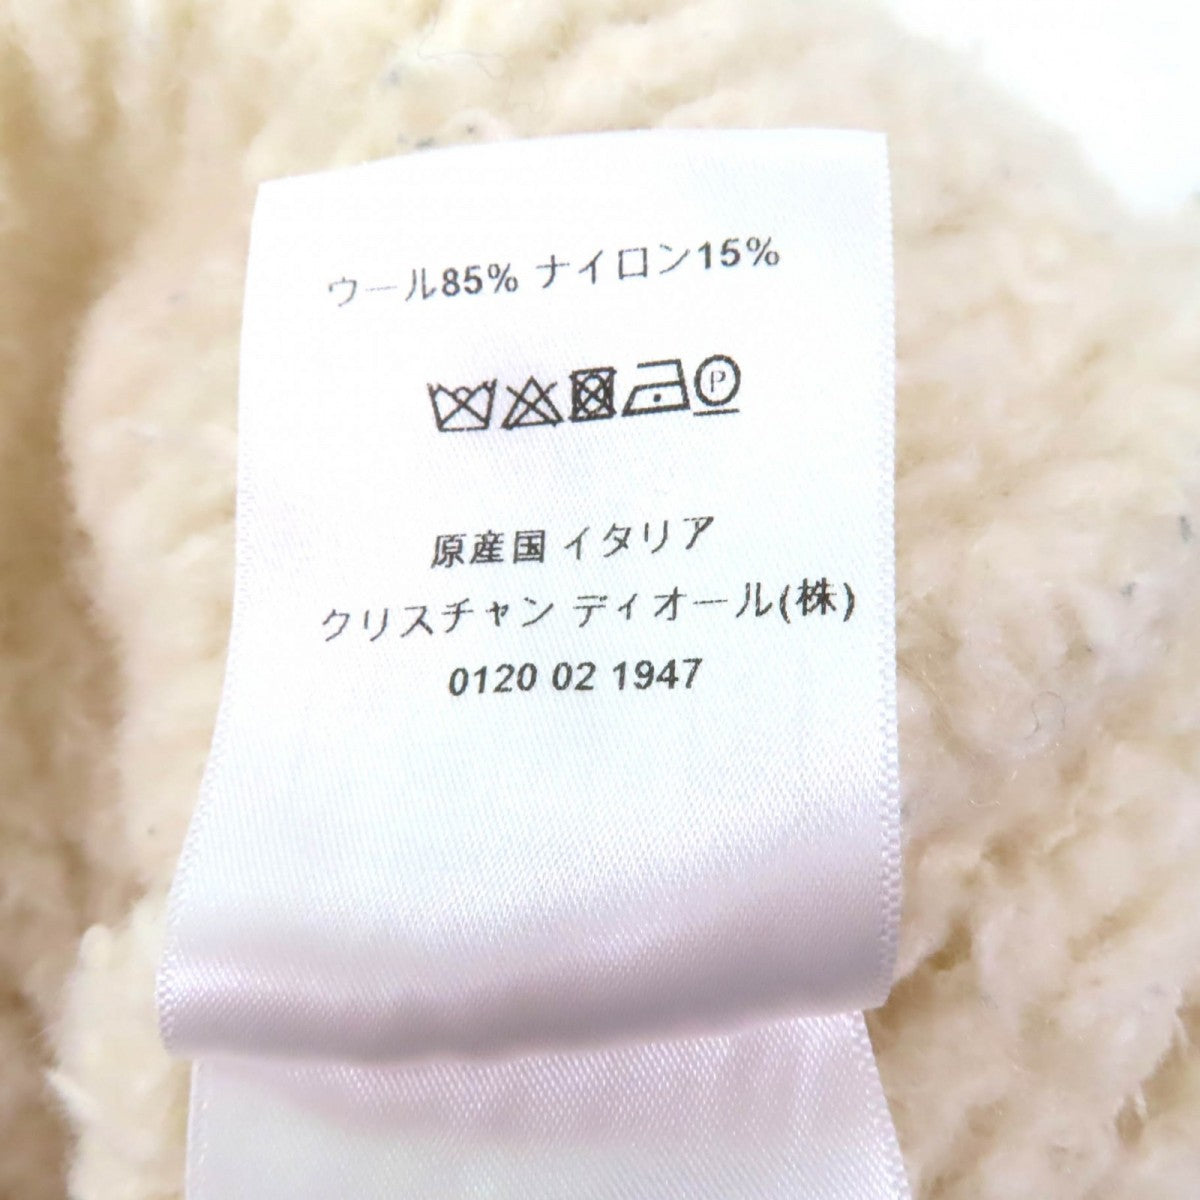 ウール85% ナイロン15%
P
原産国 イタリア
クリスチャン ディオール(株)
0120 02 1947